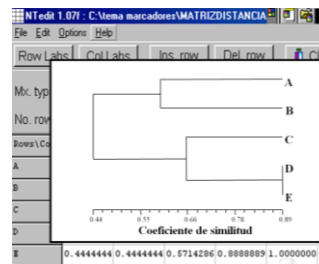 NTedit 1.07f : C:\tema marcadores\MATRIZDISTANCIA
File Edit Options Help
Row Labs Col Labs Ins. row Del. row
Mx. typ
No. row
Rows\Co
A
B
C
D
E
A
B
C
D
E
0.44 0.55 0.66 0.78 0.89
Coeficiente de similitud
0.4444444 0.4444444 0.5714286 0.8888889 1.0000000